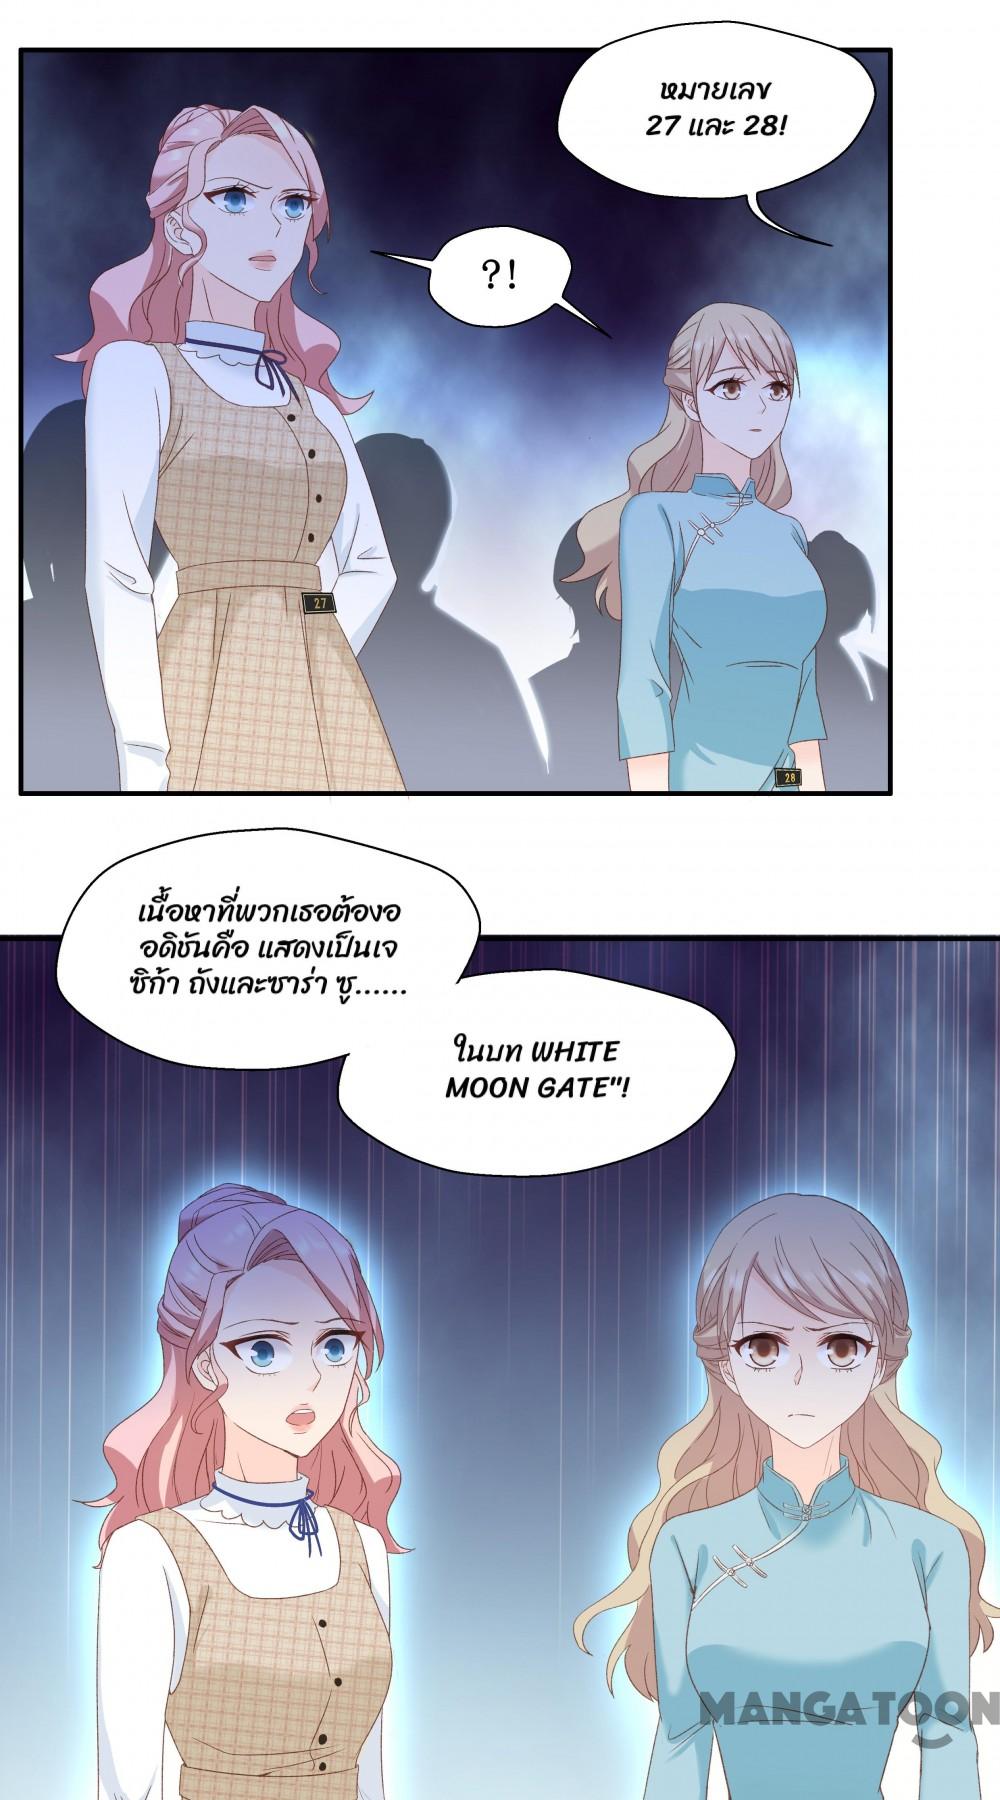 หมายเลข
27 และ 28!
?!
27
28
เนื้อหาที่พวกเธอต้องอ
อดิชันคือ แสดงเป็นเจ
ซิก้า ถังและซาร่า ซู......
ในบท WHITE
MOON GATE"!
MANGATOON